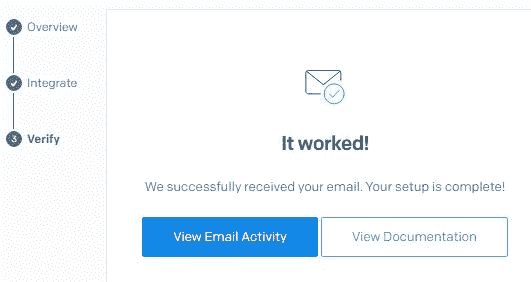 Overview
Integrate
3 Verify
It worked!
We successfully received your email. Your setup is complete!
View Email Activity
View Documentation